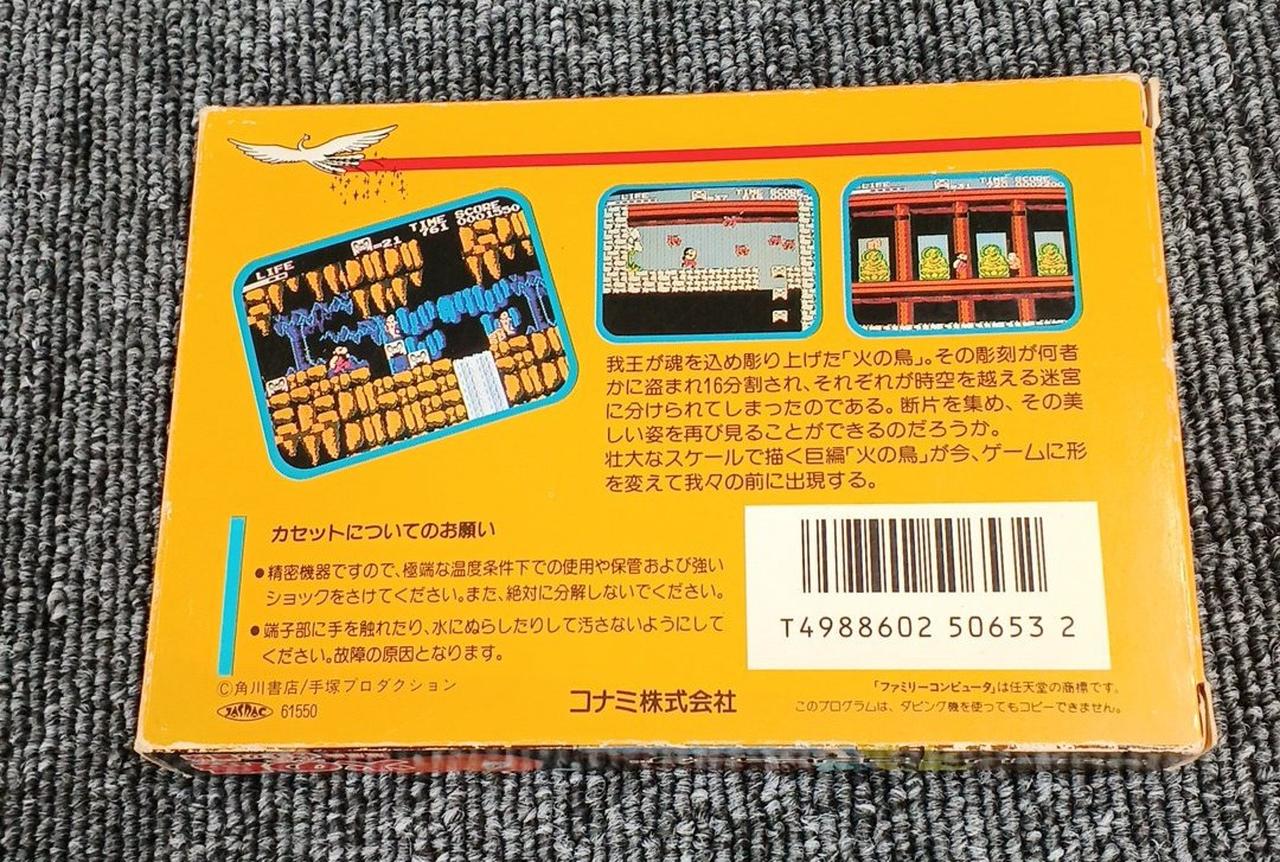 LIFE
=21
TIME SCORE
761 0001550
LIFE
TIME SCORE
LIFE
TIME SCORE
我王が魂を込め彫り上げた「火の鳥」。その彫刻が何者
かに盗まれ16分割され、それぞれが時空を越える迷宮
に分けられてしまったのである。断片を集め、その美
しい姿を再び見ることができるのだろうか。
壮大なスケールで描く巨編「火の鳥」が今、ゲームに形
を変えて我々の前に出現する。
カセットについてのお願い
●精密機器ですので、極端な温度条件下での使用や保管および強い
ショックをさけてください。また、絶対に分解しないでください。
●端子部に手を触れたり、水にぬらしたりして汚さないようにして
ください。故障の原因となります。
©角川書店/手塚プロダクション
JASRAC 61550
コナミ株式会社
T4988602 50653 2
「ファミリーコンピュータ」は任天堂の商標です。
このプログラムは、ダビング機を使ってもコピーできません。